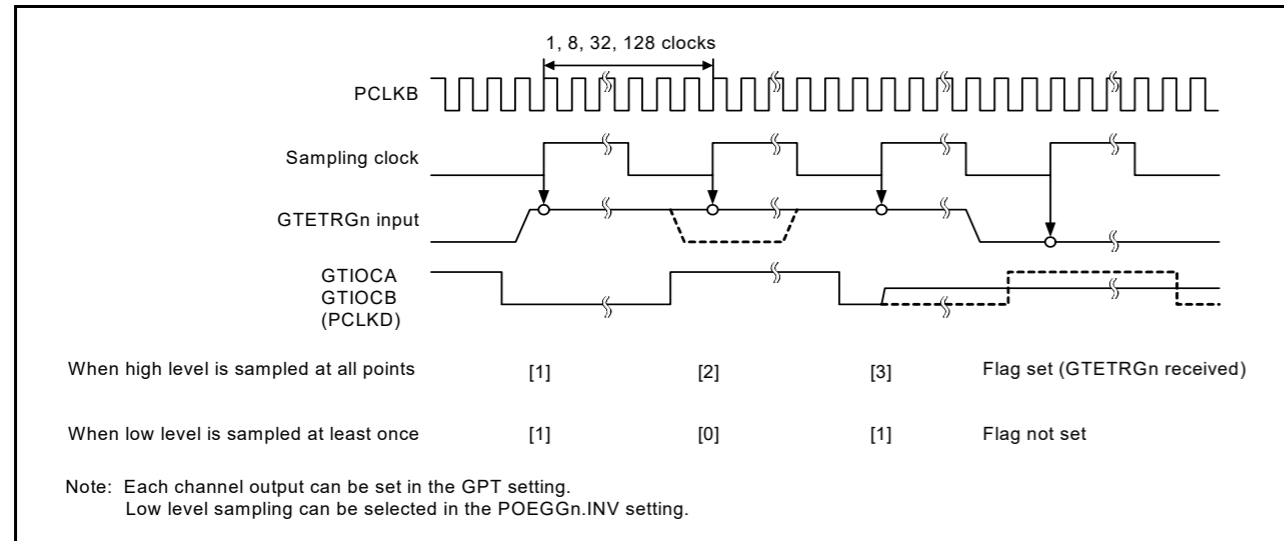 1, 8, 32, 128 clocks
PCLKB
Sampling clock
GTETRGn input
GTIOCA
GTIOCB
(PCLKD)
When high level is sampled at all points [1] [2] [3] Flag set (GTETRGn received)
When low level is sampled at least once [1] [0] [1] Flag not set
Note: Each channel output can be set in the GPT setting.
Low level sampling can be selected in the POEGGn.INV setting.